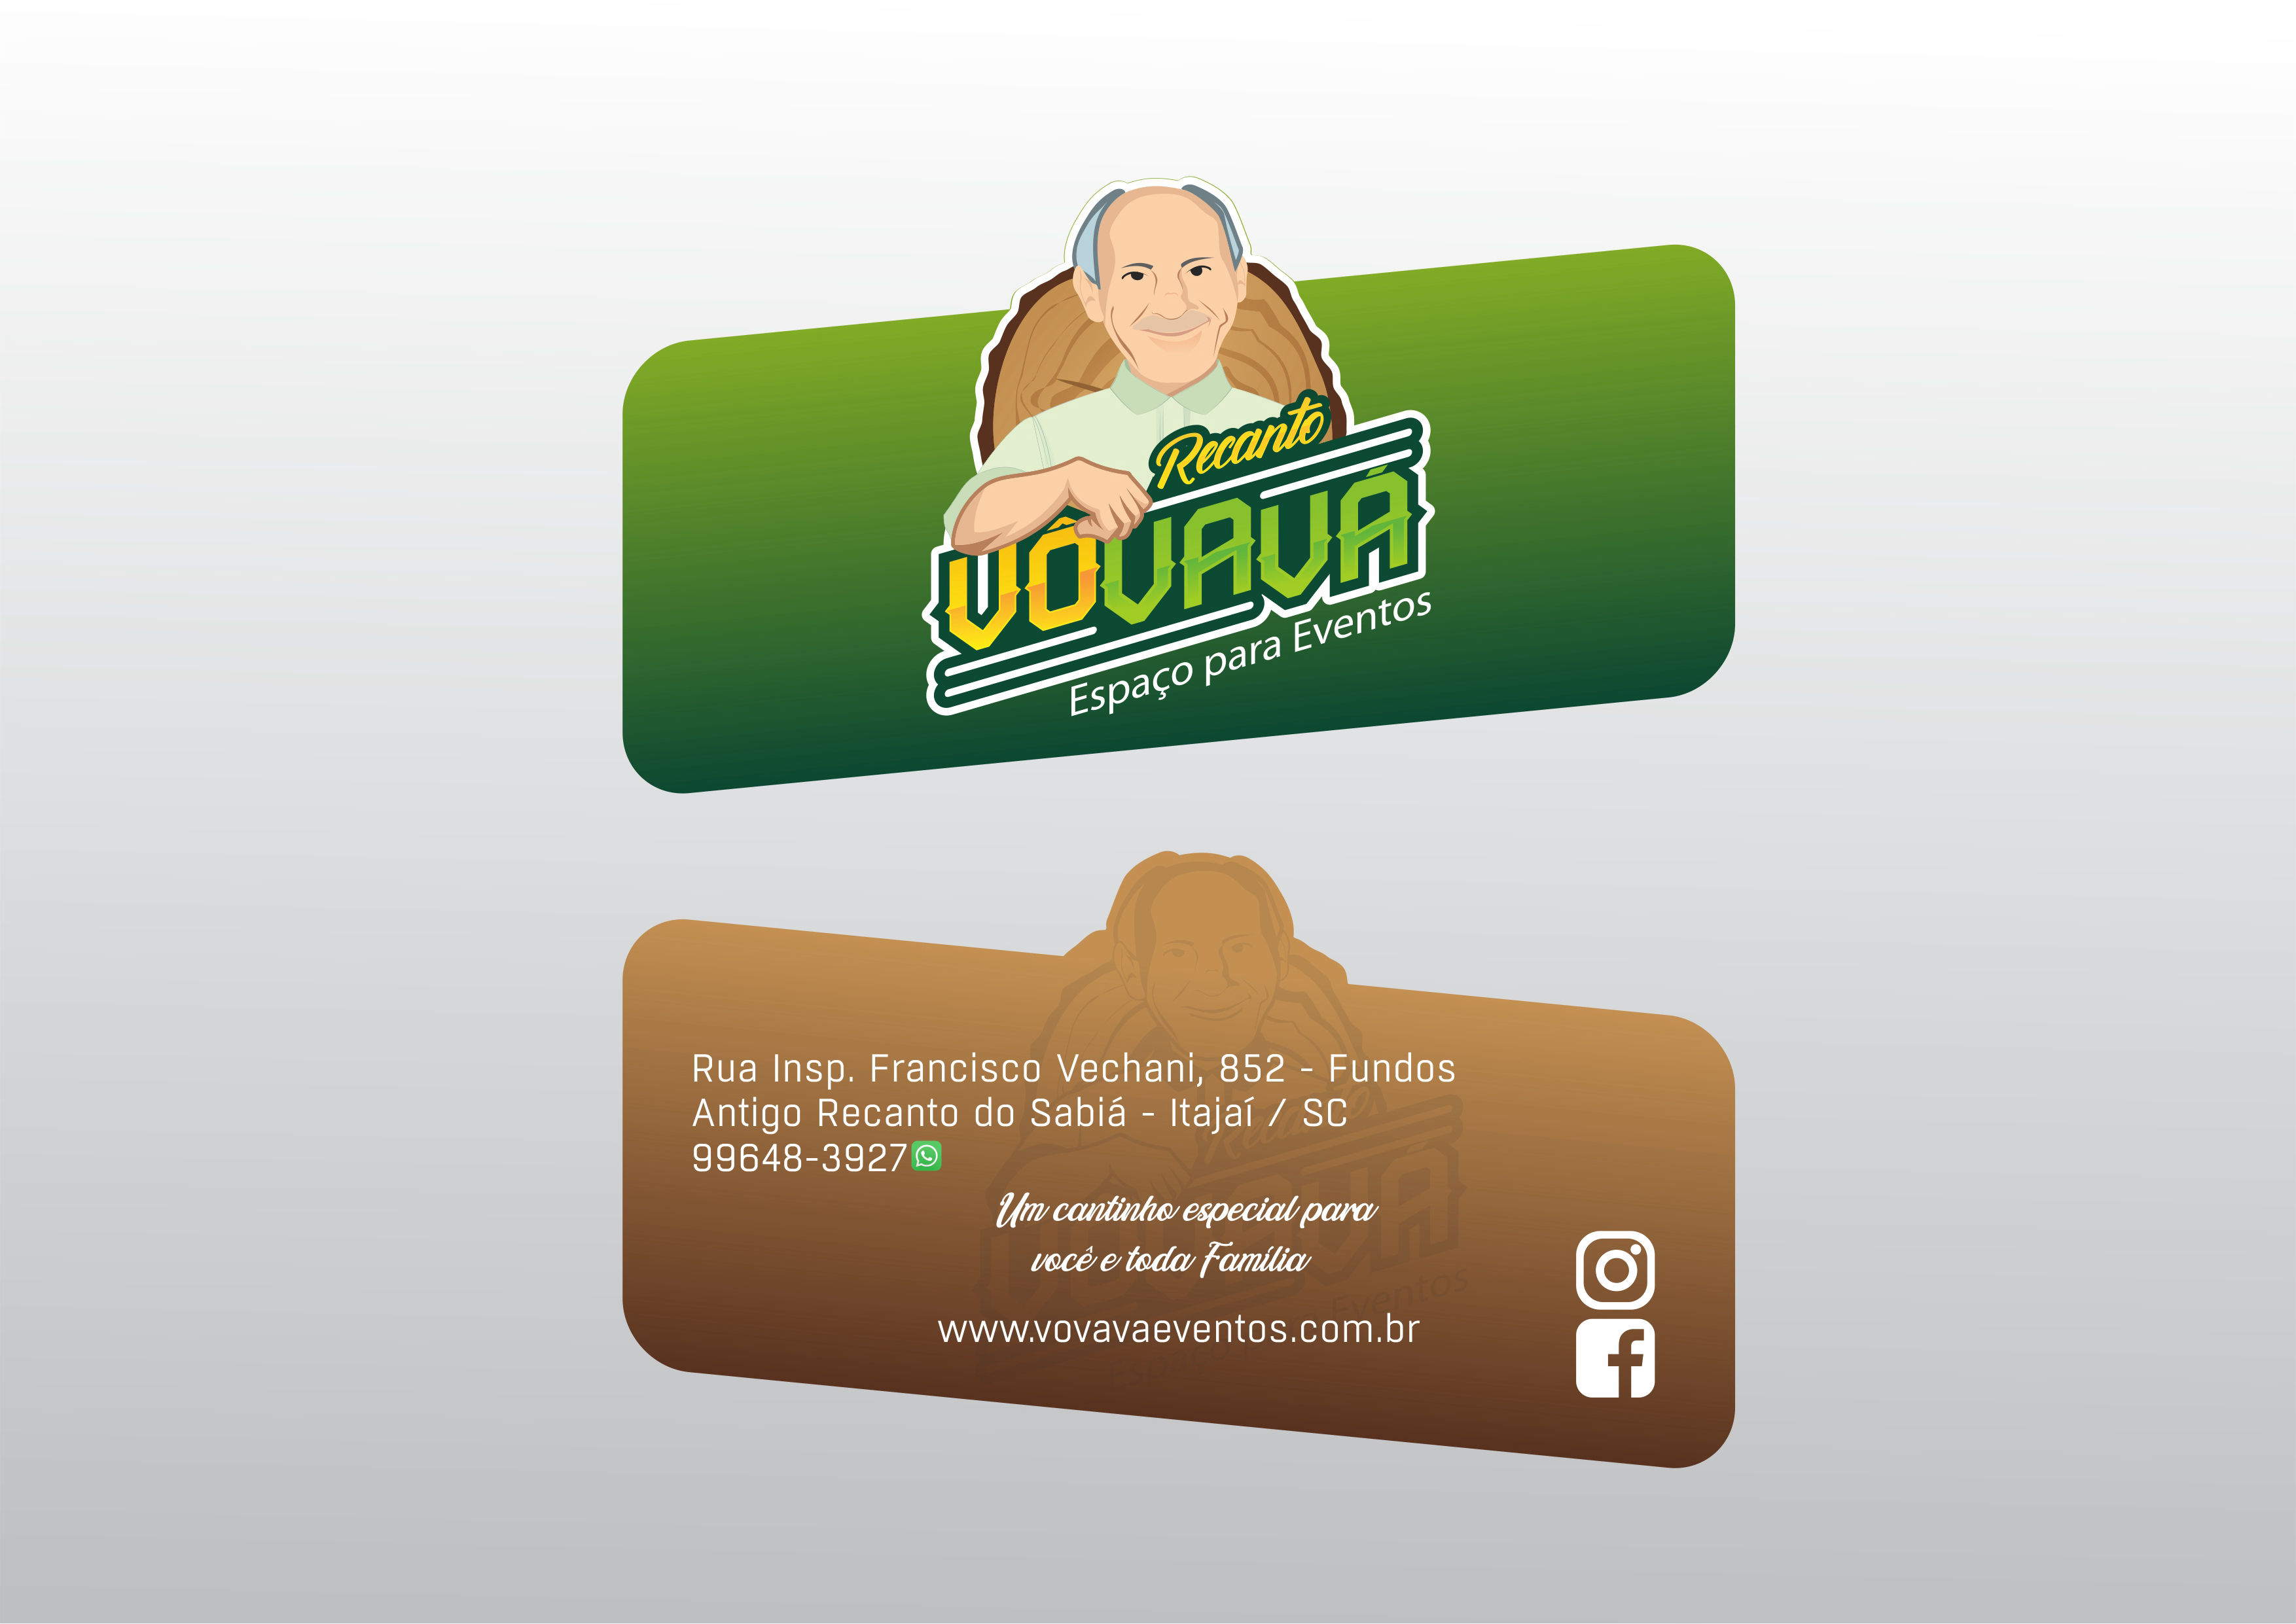 Recanto
VÔVAVÁ
Espaço para Eventos
Rua Insp. Francisco Vechani, 852 - Fundos
Antigo Recanto do Sabiá - Itajaí / SC
99648-3927
Um cantinho especial para
você e toda Família
www.vovavaeventos.com.br